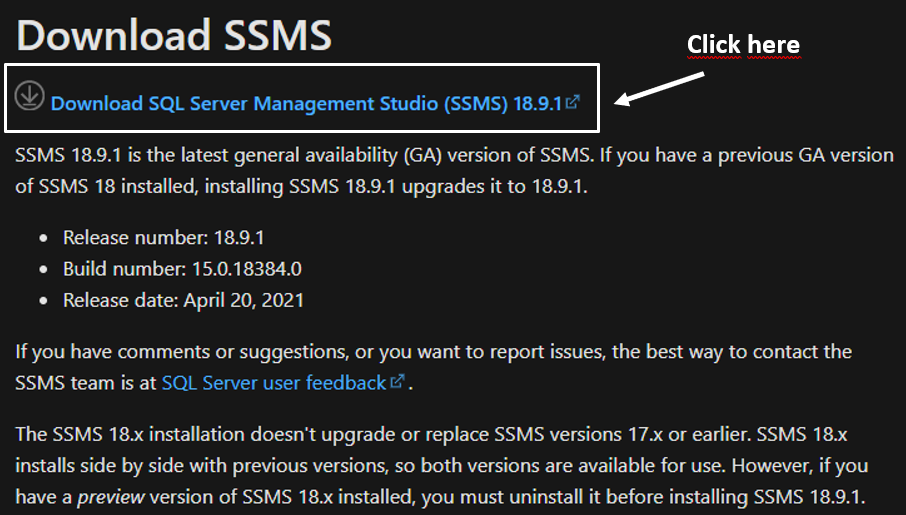 Download SSMS
Click here
Download SQL Server Management Studio (SSMS) 18.9.1
SSMS 18.9.1 is the latest general availability (GA) version of SSMS. If you have a previous GA version
of SSMS 18 installed, installing SSMS 18.9.1 upgrades it to 18.9.1.
• Release number: 18.9.1
• Build number: 15.0.18384.0
• Release date: April 20, 2021
If you have comments or suggestions, or you want to report issues, the best way to contact the
SSMS team is at SQL Server user feedback.
The SSMS 18.x installation doesn't upgrade or replace SSMS versions 17.x or earlier. SSMS 18.x
installs side by side with previous versions, so both versions are available for use. However, if you
have a preview version of SSMS 18.x installed, you must uninstall it before installing SSMS 18.9.1.